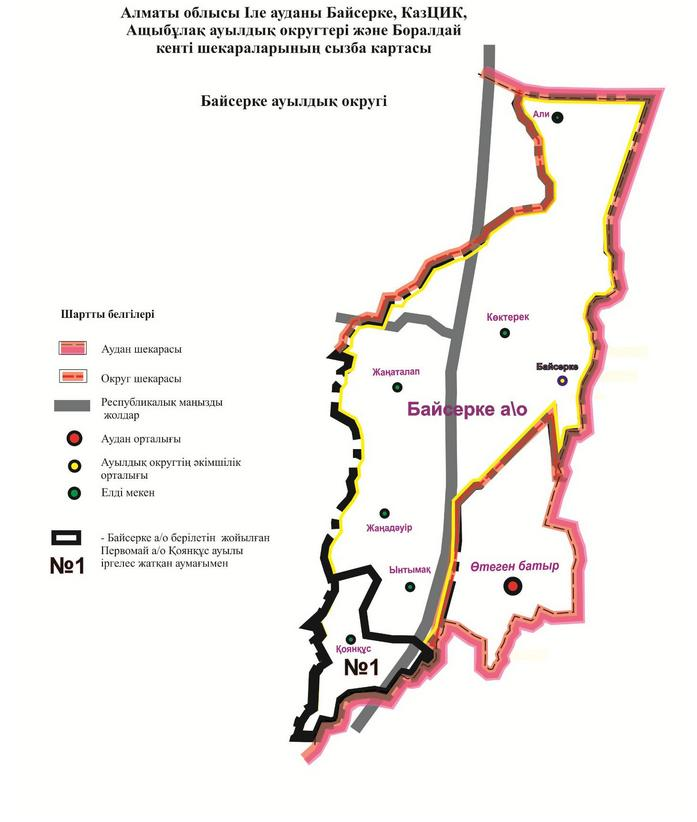 Алматы облысы Іле ауданы Байсерке, КазЦИК,
Ащыбұлақ ауылдық округтері және Боралдай
кенті шекараларының сызба картасы
Байсерке ауылдық округі
Али
Көктерек
Байсерке
Жаңаталап
Байсерке а\о
Жаңадәуір
Ынтымақ
Өтеген батыр
Қоянқұс
№1
Шартты белгілері
Аудан шекарасы
Округ шекарасы
Республикалык маңызды
жолдар
Аудан орталығы
Ауылдық округтің әкімшілік
орталығы
Елді мекен
- Байсерке а/о берілетін жойылған
Первомай а/о Қоянқұс ауылы
іргелес жатқан аумағымен
№1